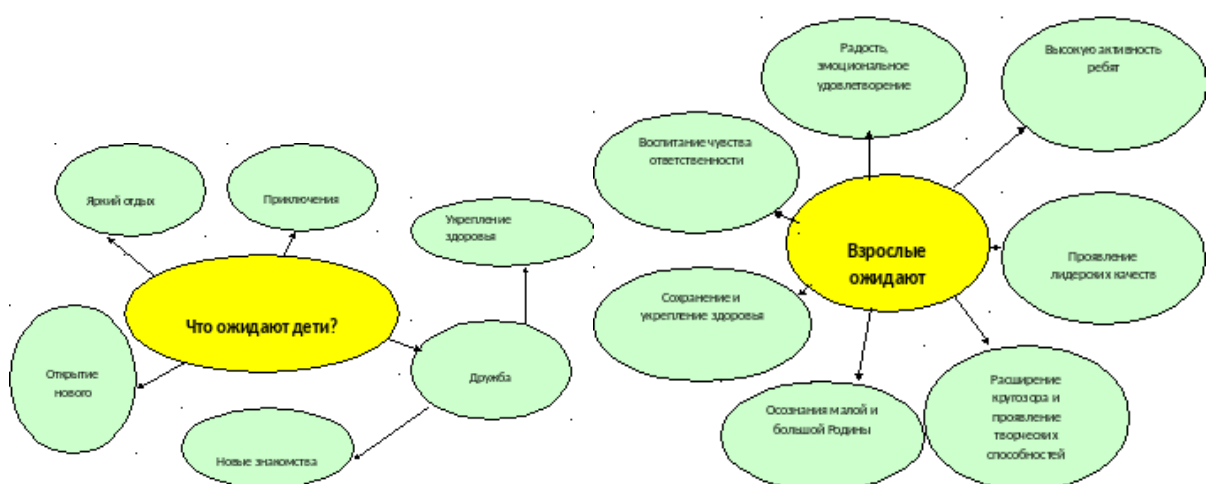 Яркий отдых
Приключения
Укрепление
здоровья
Что ожидают дети?
Открытие
нового
Дружба
Новые знакомства
Радость,
эмоциональное
удовлетворение
Высокую активность
ребят
Воспитание чувства
ответственности
Взрослые
ожидают
Проявление
лидерских качеств
Сохранение и
укрепление здоровья
Осознания малой и
большой Родины
Расширение
кругозора и
проявление
творческих
способностей